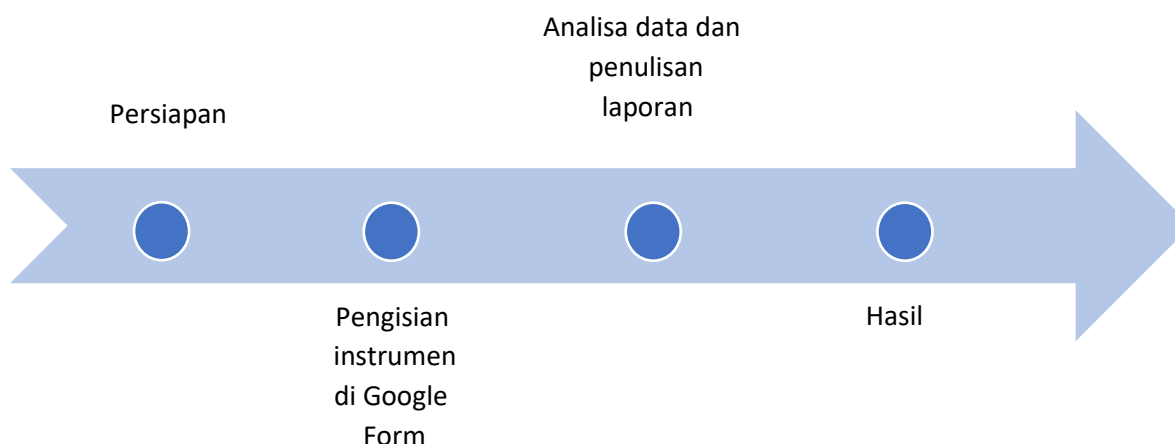 Analisa data dan
penulisan
laporan
Persiapan
Pengisian
instrumen
di Google
Form
Hasil